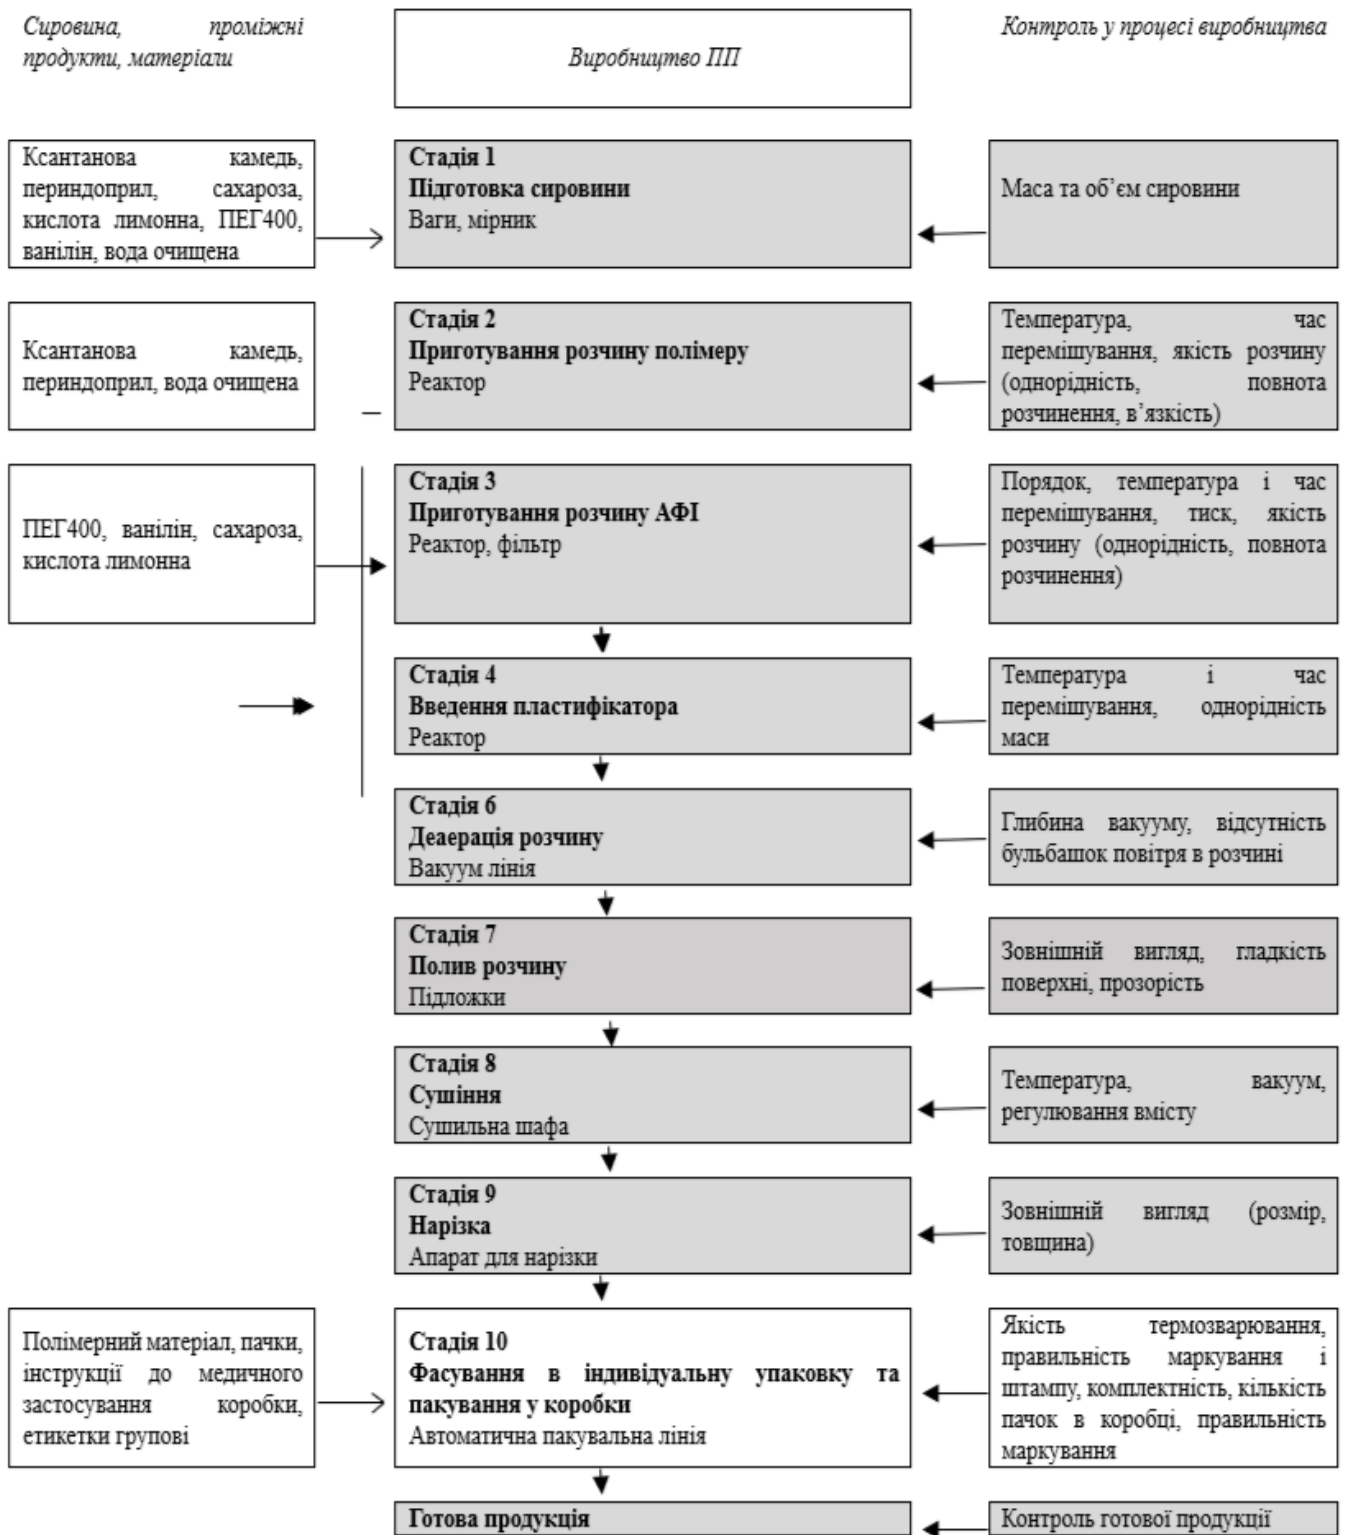 Сировина, проміжні
продукти, матеріали
Виробництво ПП
Контроль у процесі виробництва
Ксантанова камедь,
периндоприл, сахароза,
кислота лимонна, ПЕГ400,
ванілін, вода очищена
Стадія 1
Підготовка сировини
Ваги, мірник
Маса та об’єм сировини
Ксантанова камедь,
периндоприл, вода очищена
Стадія 2
Приготування розчину полімеру
Реактор
Температура, час
перемішування, якість розчину
(однорідність, повнота
розчинення, в’язкість)
ПЕГ400, ванілін, сахароза,
кислота лимонна
Стадія 3
Приготування розчину АФІ
Реактор, фільтр
Порядок, температура і час
перемішування, тиск, якість
розчину (однорідність, повнота
розчинення)
Стадія 4
Введення пластифікатора
Реактор
Температура і час
перемішування, однорідність
маси
Стадія 6
Деаерація розчину
Вакуум лінія
Глибина вакууму, відсутність
бульбашок повітря в розчині
Стадія 7
Полив розчину
Підложки
Зовнішній вигляд, гладкість
поверхні, прозорість
Стадія 8
Сушіння
Сушильна шафа
Температура, вакуум,
регулювання вмісту
Стадія 9
Нарізка
Апарат для нарізки
Зовнішній вигляд (розмір,
товщина)
Полімерний матеріал, пачки,
інструкції до медичного
застосування коробки,
етикетки групові
Стадія 10
Фасування в індивідуальну упаковку та
пакування у коробки
Автоматична пакувальна лінія
Якість термозварювання,
правильність маркування і
штампу, комплектність, кількість
пачок в коробці, правильність
маркування
Готова продукція
Контроль готової продукції